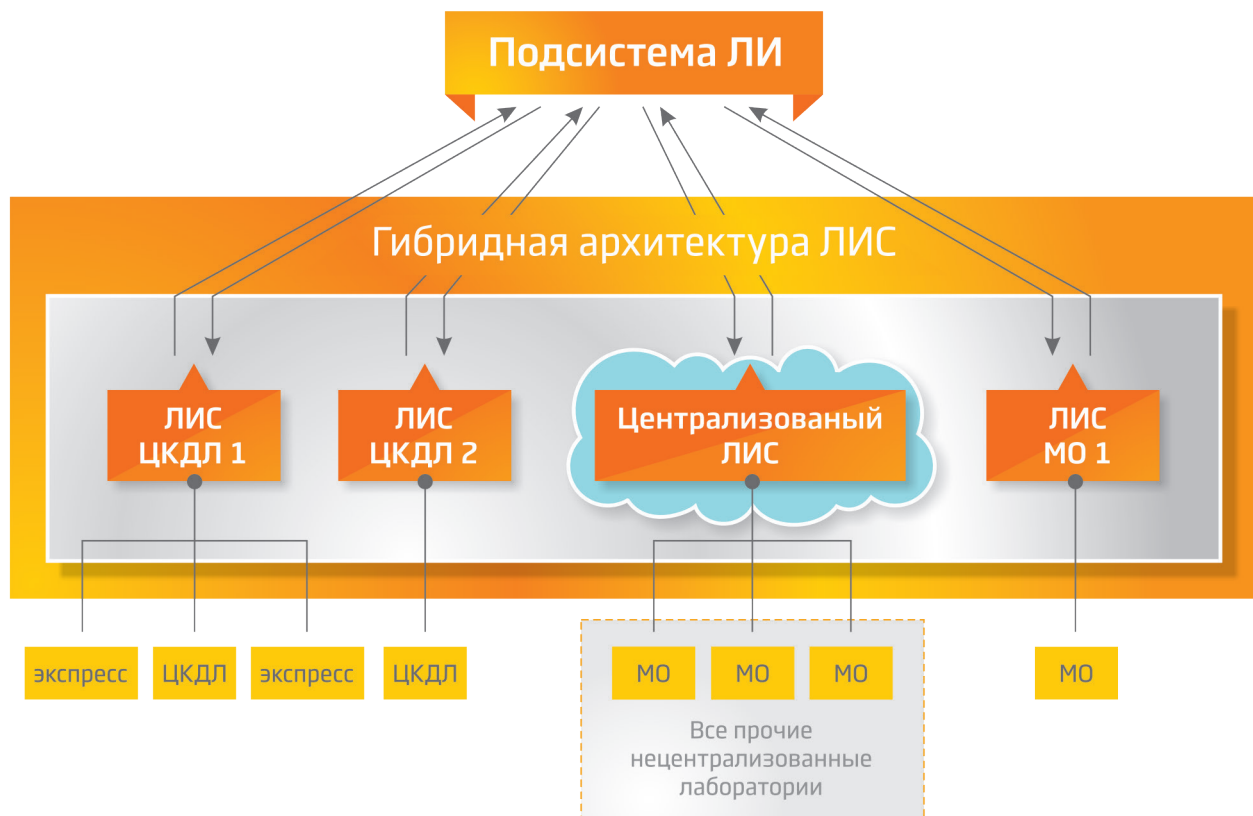 Подсистема ЛИ
Гибридная архитектура ЛИС
ЛИС
ЦКДЛ 1
ЛИС
ЦКДЛ 2
Централизованый
ЛИС
ЛИС
МО 1
экспресс
ЦКДЛ
экспресс
ЦКДЛ
МО
МО
МО
МО
Все прочие
нецентрализованные
лаборатории